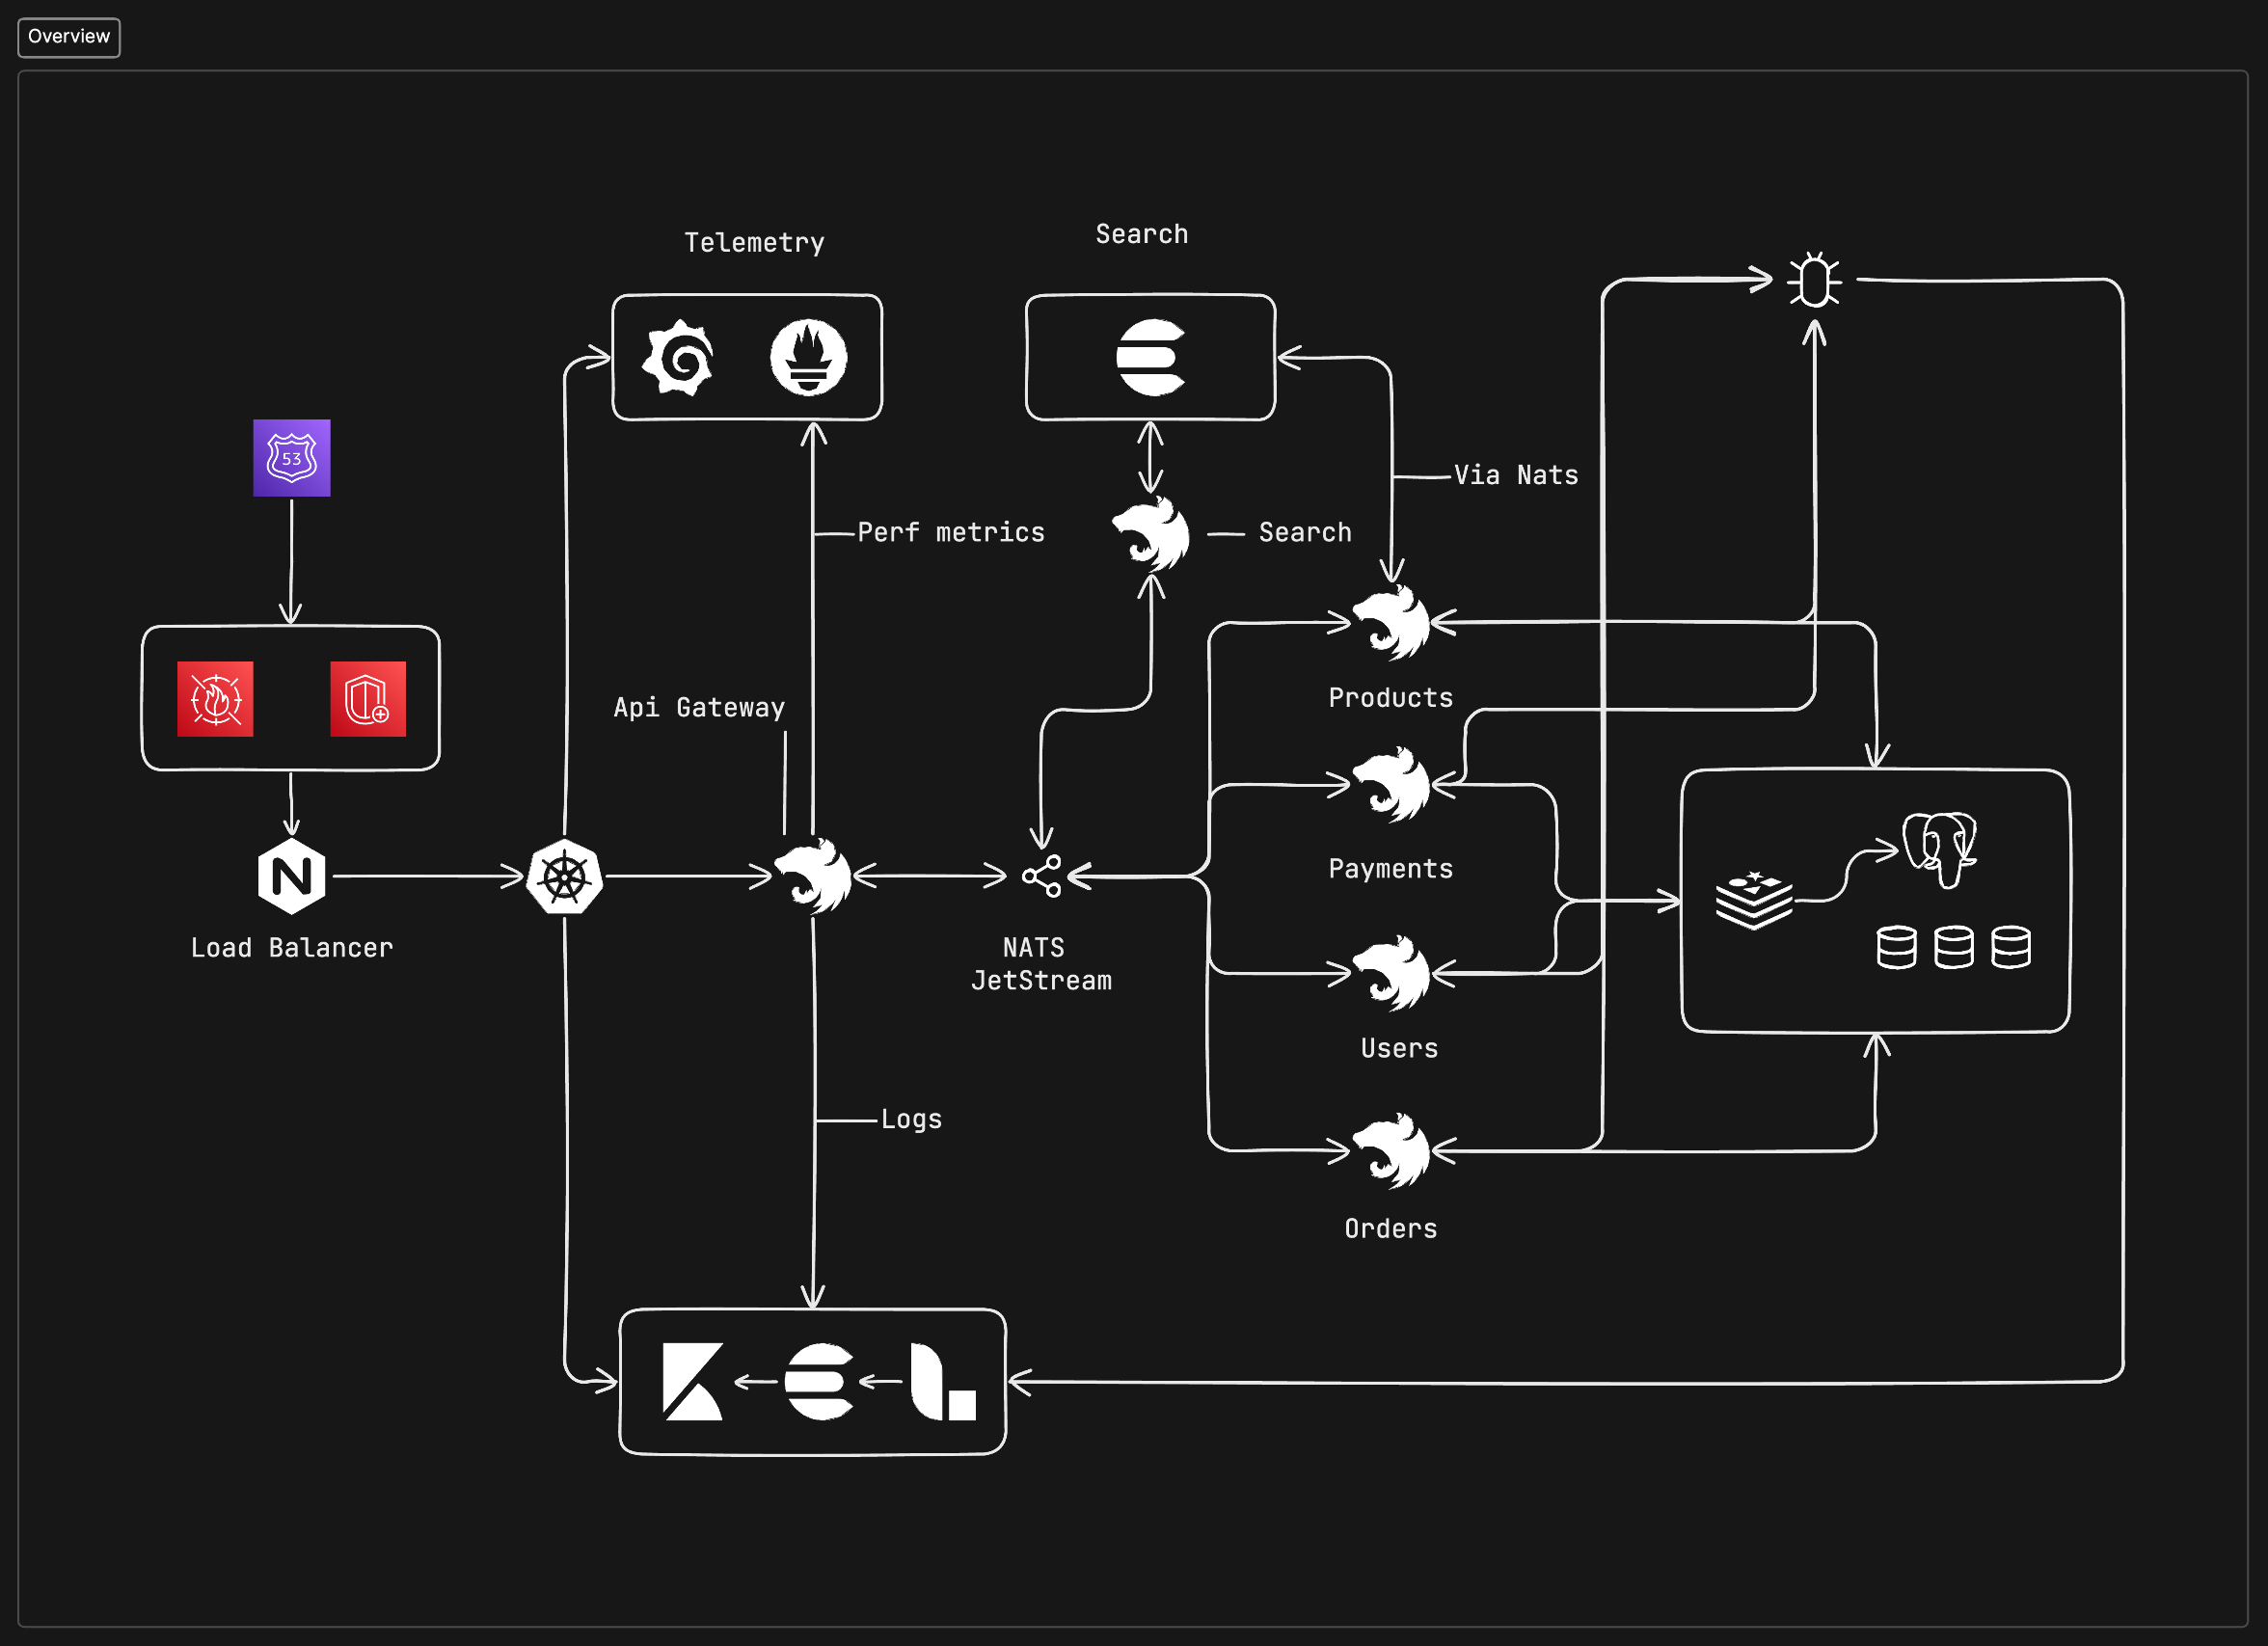 Overview
Telemetry
Search
53
Via Nats
Perf metrics
Search
Api Gateway
Products
Payments
Load Balancer
NATS
JetStream
Users
Logs
Orders